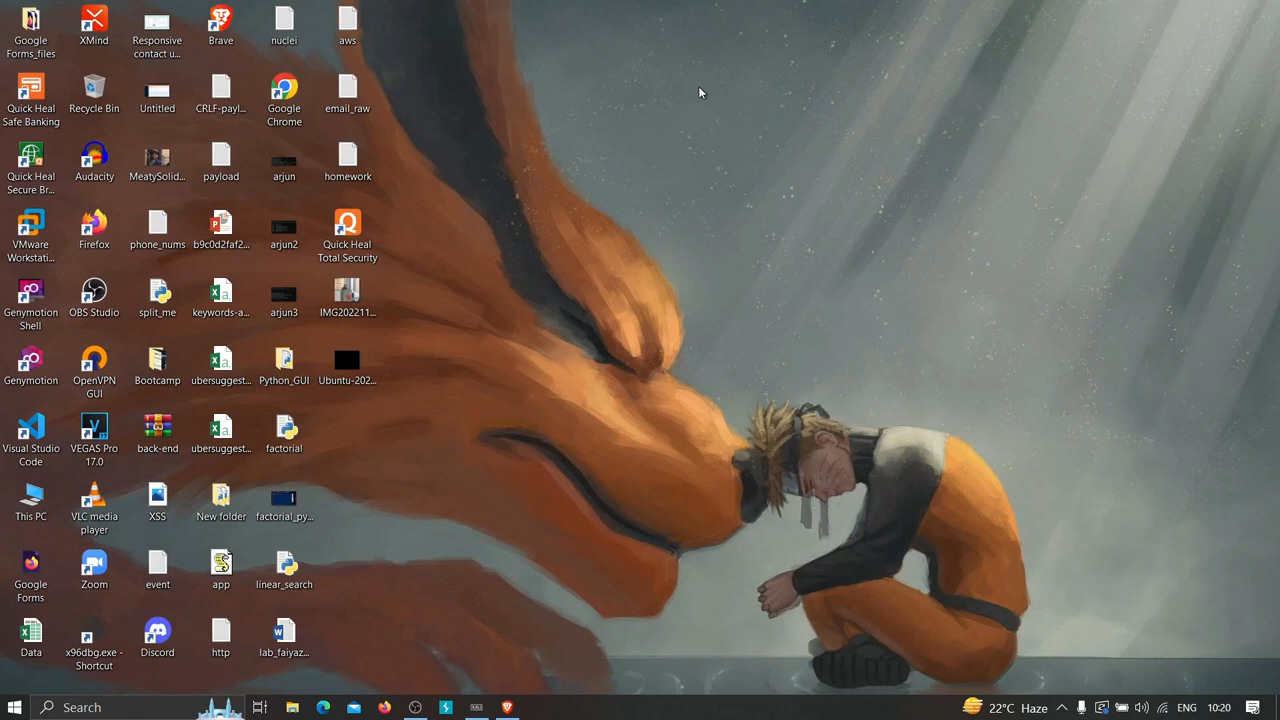 Google
Forms_files
XMind
Responsive
contact u...
Brave
nuclei
aws
Quick Heal
Safe Banking
Recycle Bin
Untitled
CRLF-payl...
Google
Chrome
email_raw
Quick Heal
Secure Br...
Audacity
MeatySolid...
payload
arjun
homework
VMware
Workstati...
Firefox
phone_nums
b9c0d2faf2...
arjun2
Quick Heal
Total Security
Genymotion
Shell
OBS Studio
split_me
keywords-a...
arjun3
IMG202211...
Genymotion
OpenVPN
GUI
Bootcamp
ubersuggest...
Python_GUI
Ubuntu-202...
Visual Studio
Code
VEGAS Pro
17.0
back-end
ubersuggest...
factorial
This PC
VLC media
player
XSS
New folder
factorial_py...
Google
Forms
Zoom
event
app
linear_search
Data
x96dbg.exe -
Shortcut
Discord
http
lab_faiyaz...
Search
22°C Haze
ENG
10:20